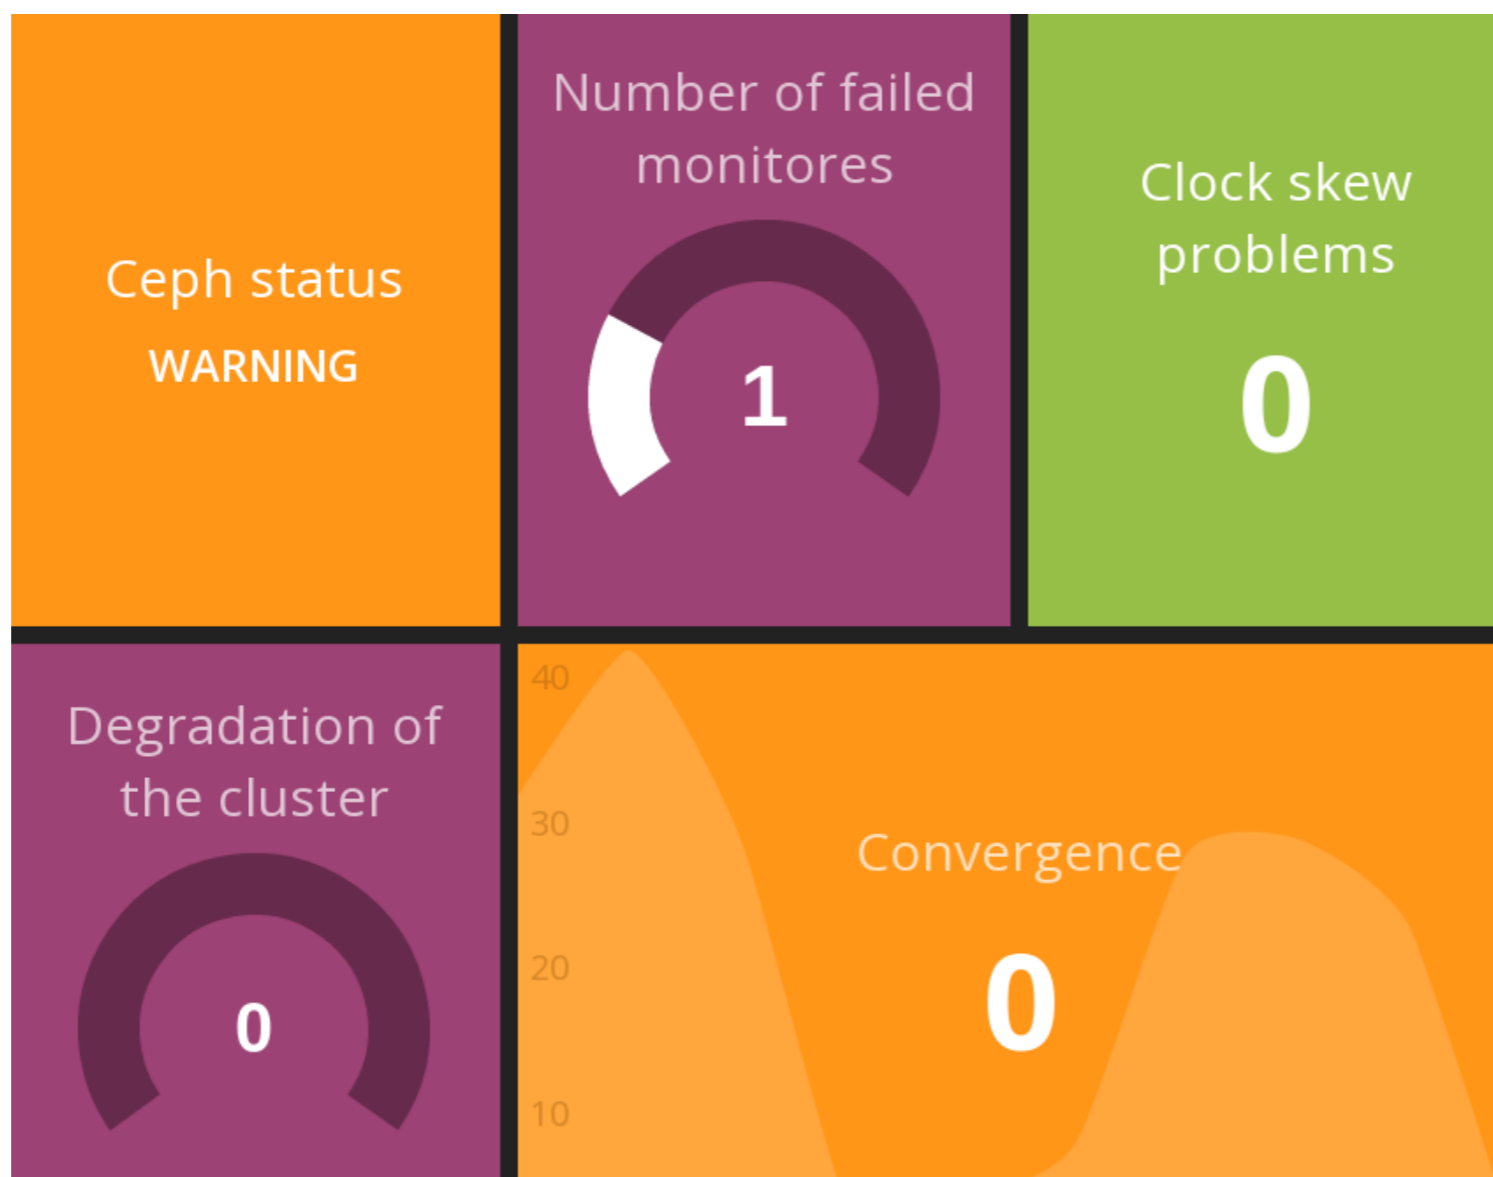 Ceph status
WARNING
Number of failed
monitores
1
Clock skew
problems
0
Degradation of
the cluster
0
40
30
20
10
Convergence
0